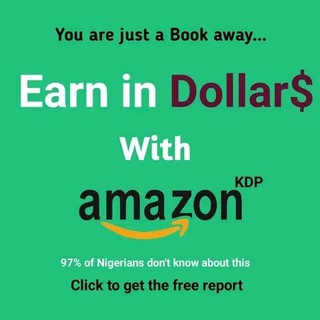 You are just a Book away...
Earn in Dollar$
With
amazon KDP
97% of Nigerians don't know about this
Click to get the free report